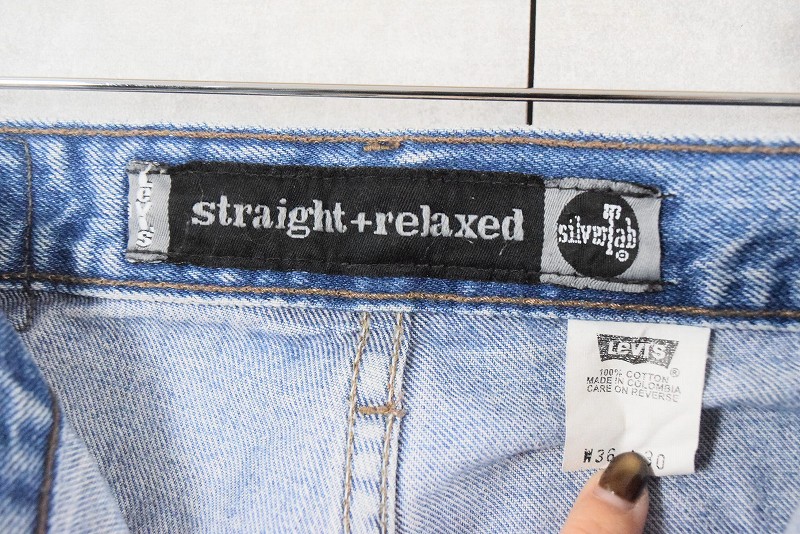 Levi's
straight+relaxed
silverTab
®
Levi's
®
100% COTTON
MADE IN COLOMBIA
CARE ON REVERSE
W36 30